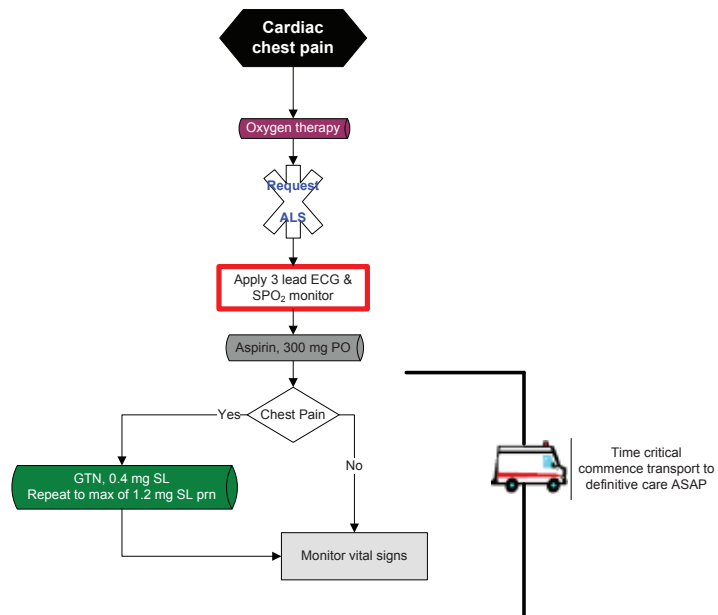 Cardiac
chest pain
Oxygen therapy
Request
ALS
Apply 3 lead ECG &
SPO₂ monitor
Aspirin, 300 mg PO
Chest Pain
Yes
No
GTN, 0.4 mg SL
Repeat to max of 1.2 mg SL prn
Time critical
commence transport to
definitive care ASAP
Monitor vital signs